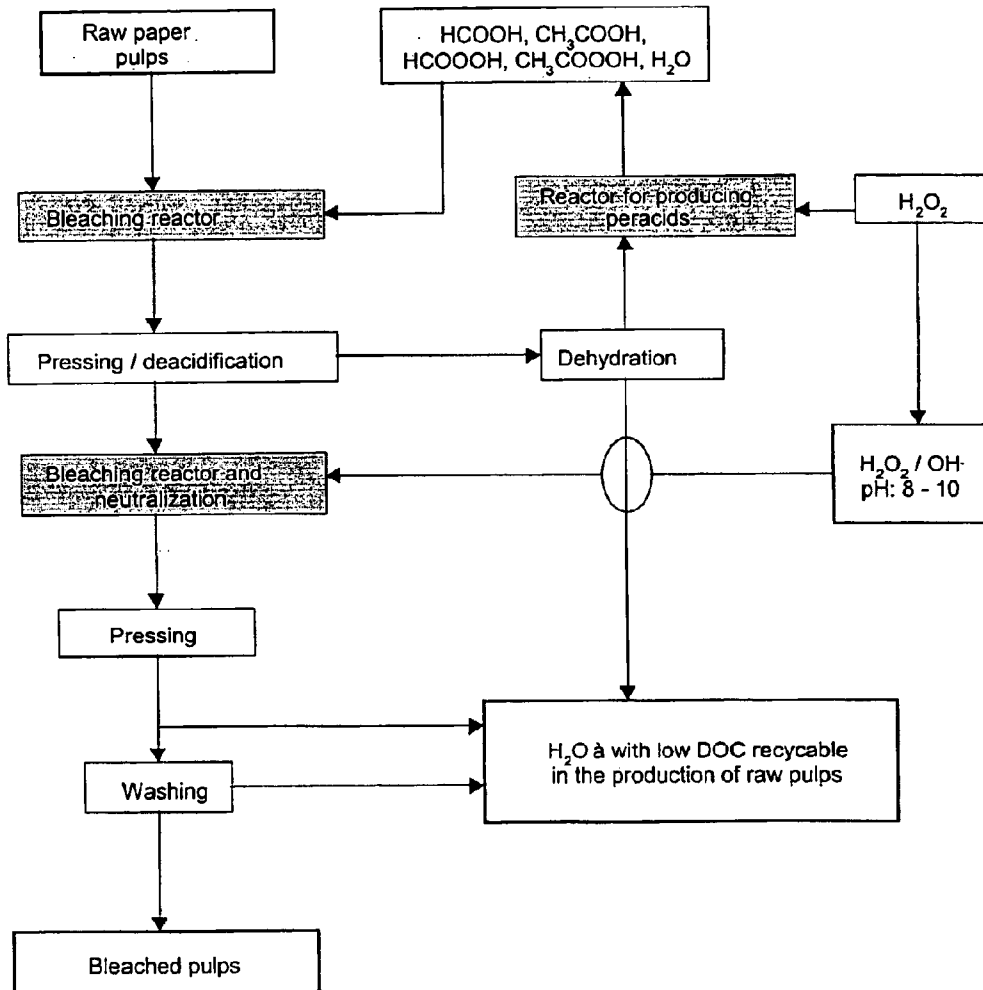 Raw paper
pulps
HCOOH, CH₃COOH,
HCOOOH, CH₃COOOH, H₂O
Bleaching reactor
Reactor for producing
peracids
H₂O₂
Pressing / deacidification
Dehydration
Bleaching reactor and
neutralization
H₂O₂ / OH-
pH: 8 - 10
Pressing
H₂O à with low DOC recycable
in the production of raw pulps
Washing
Bleached pulps